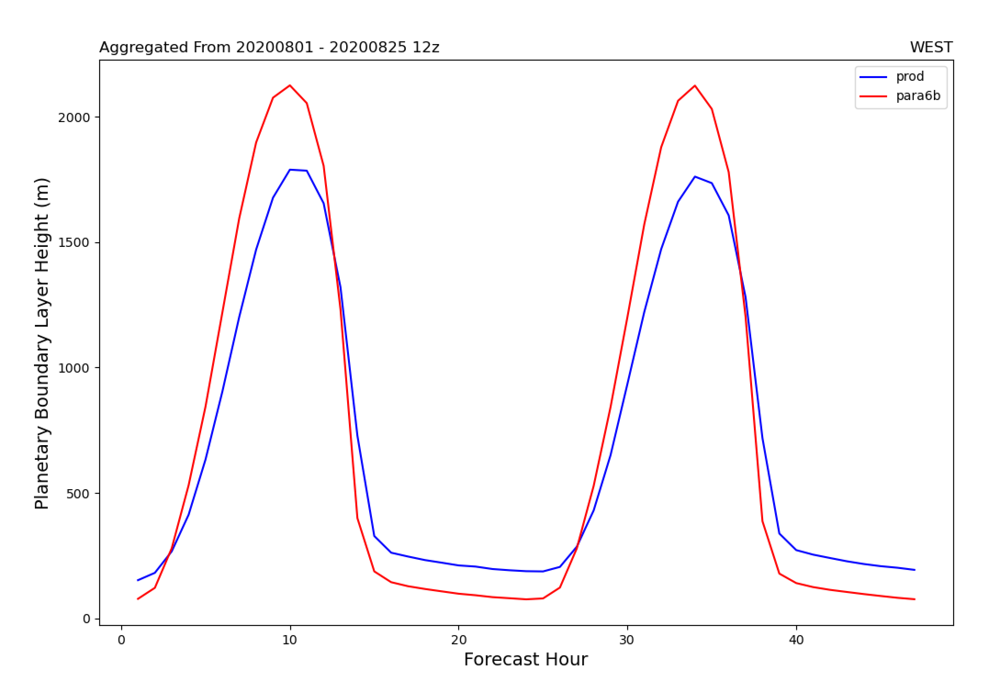 Aggregated From 20200801 - 20200825 12z
WEST
prod
para6b
Planetary Boundary Layer Height (m)
2000
1500
1000
500
0
0 10 20 30 40
Forecast Hour